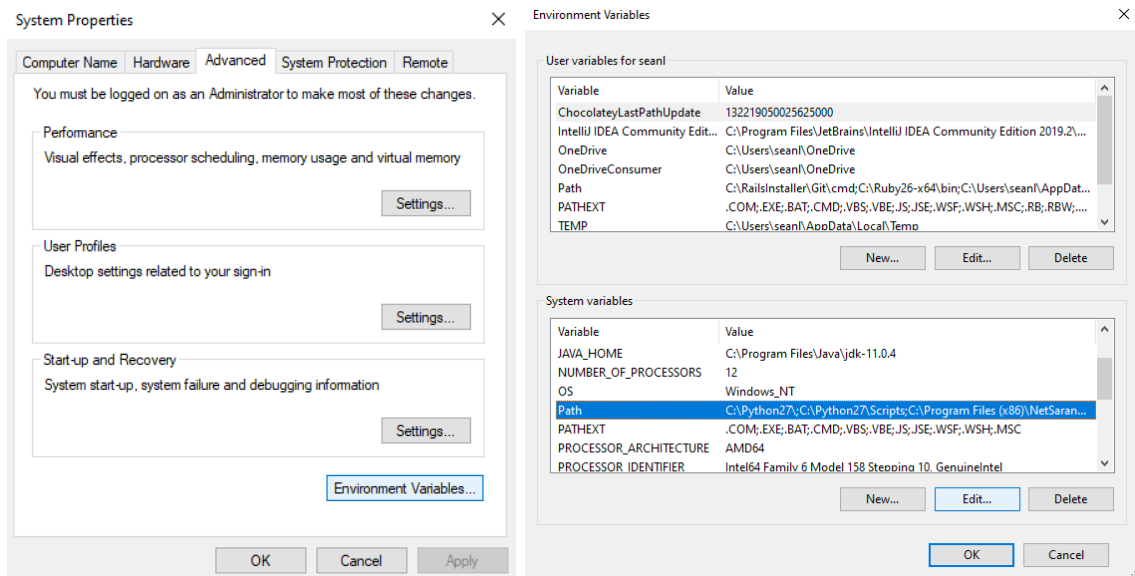 System Properties
Computer Name Hardware Advanced System Protection Remote
You must be logged on as an Administrator to make most of these changes.
Performance
Visual effects, processor scheduling, memory usage and virtual memory
Settings...
User Profiles
Desktop settings related to your sign-in
Settings...
Start-up and Recovery
System start-up, system failure and debugging information
Settings...
Environment Variables...
OK Cancel Apply
Environment Variables
User variables for seanl
Variable Value
ChocolateyLastPathUpdate 132219050025625000
IntelliJ IDEA Community Edit... C:\Program Files\JetBrains\IntelliJ IDEA Community Edition 2019.2\...
OneDrive C:\Users\seanl\OneDrive
OneDriveConsumer C:\Users\seanl\OneDrive
Path C:\RailsInstaller\Git\cmd;C:\Ruby26-x64\bin;C:\Users\seanl\AppDat...
PATHEXT .COM;.EXE;.BAT;.CMD;.VBS;.VBE;.JS;.JSE;.WSF;.WSH;.MSC;.RB;.RBW;....
TEMP C:\Users\seanl\AppData\Local\Temp
New... Edit... Delete
System variables
Variable Value
JAVA_HOME C:\Program Files\Java\jdk-11.0.4
NUMBER_OF_PROCESSORS 12
OS Windows_NT
Path C:\Python27\;C:\Python27\Scripts;C:\Program Files (x86)\NetSaran...
PATHEXT .COM;.EXE;.BAT;.CMD;.VBS;.VBE;.JS;.JSE;.WSF;.WSH;.MSC
PROCESSOR_ARCHITECTURE AMD64
PROCESSOR_IDENTIFIER Intel64 Family 6 Model 158 Stepping 10, GenuineIntel
New... Edit... Delete
OK Cancel